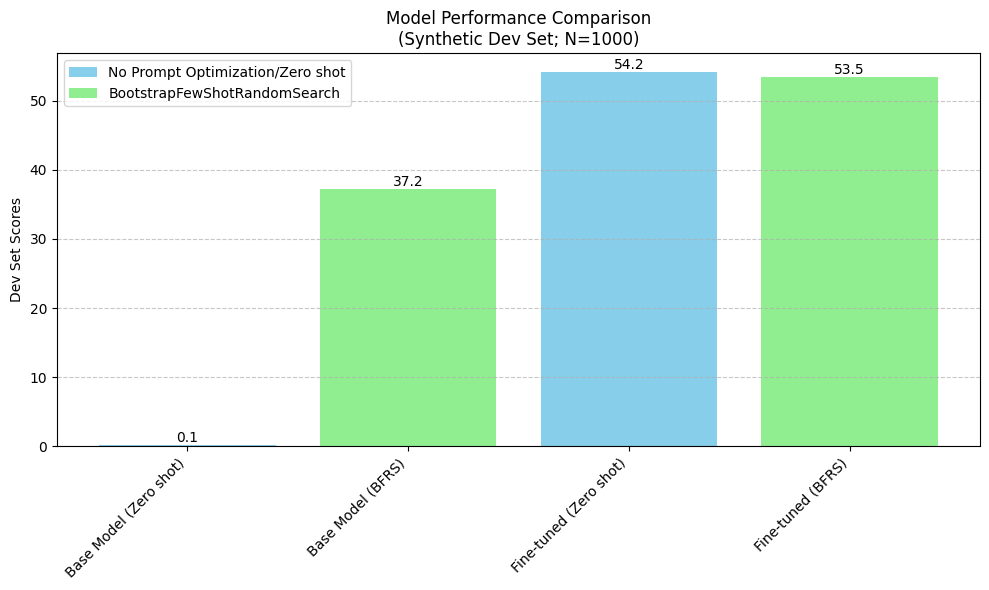 Model Performance Comparison
(Synthetic Dev Set; N=1000)
No Prompt Optimization/Zero shot
BootstrapFewShotRandomSearch
Dev Set Scores
50
40
30
20
10
0
0.1
37.2
54.2
53.5
Base Model (Zero shot)
Base Model (BFRS)
Fine-tuned (Zero shot)
Fine-tuned (BFRS)